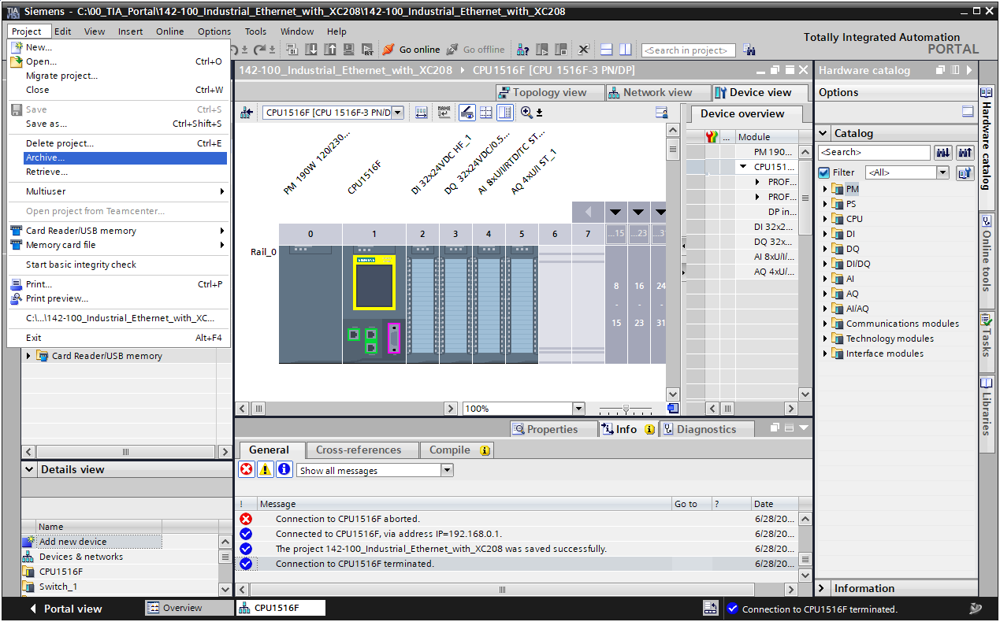 Siemens - C:\00_TIA_Portal\142-100_Industrial_Ethernet_with_XC208\142-100_Industrial_Ethernet_with_XC208
Project Edit View Insert Online Options Tools Window Help
Totally Integrated Automation
PORTAL
New...
Open... Ctrl+O
Migrate project...
Close Ctrl+W
Save Ctrl+S
Save as... Ctrl+Shift+S
Delete project... Ctrl+E
Archive...
Retrieve...
Multiuser
Open project from Teamcenter...
Card Reader/USB memory
Memory card file
Start basic integrity check
Print... Ctrl+P
Print preview...
C:\...\142-100_Industrial_Ethernet_with_XC...
Exit Alt+F4
Go online Go offline <Search in project>
142-100_Industrial_Ethernet_with_XC208 CPU1516F [CPU 1516F-3 PN/DP]
Topology view Network view Device view
CPU1516F [CPU 1516F-3 PN/D
PM 190W 120/230...
CPU1516F
DI 32x24VDC HF_1
DQ 32x24VDC/0.5...
AI 8xU/I/RTD/TC ST...
AQ 4xU/I ST_1
0 1 2 3 4 5 6 7 ...15 ...23 ...3
Rail_0
SIEMENS
8 16 24
- - -
15 23 31
100%
Device overview
... Module
PM 190...
CPU151...
PROF...
PROF...
DP in...
DI 32x2...
DQ 32x...
AI 8xU/I/...
AQ 4xU/...
Hardware catalog
Options
Catalog
<Search>
Filter <All>
PM
PS
CPU
DI
DQ
DI/DQ
AI
AQ
AI/AQ
Communications modules
Technology modules
Interface modules
Information
Hardware catalog
Online tools
Tasks
Libraries
Card Reader/USB memory
Details view
Name
Add new device
Devices & networks
CPU1516F
Switch_1
Properties Info Diagnostics
General Cross-references Compile
Show all messages
! Message Go to ? Date
Connection to CPU1516F aborted. 6/28/20...
Connected to CPU1516F, via address IP=192.168.0.1. 6/28/20...
The project 142-100_Industrial_Ethernet_with_XC208 was saved successfully. 6/28/20...
Connection to CPU1516F terminated. 6/28/20...
Portal view Overview CPU1516F Connection to CPU1516F terminated.